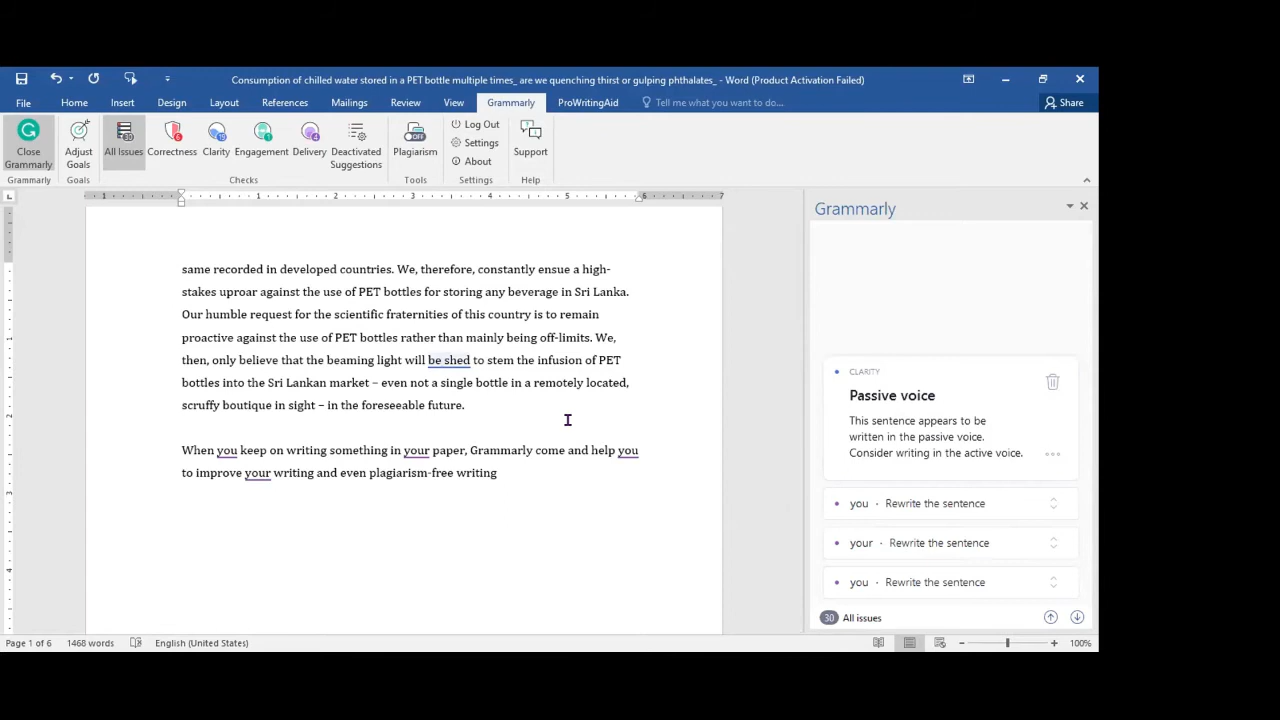 Consumption of chilled water stored in a PET bottle multiple times_ are we quenching thirst or gulping phthalates_ - Word (Product Activation Failed)
File Home Insert Design Layout References Mailings Review View Grammarly ProWritingAid Tell me what you want to do... Share
Close Grammarly
Adjust Goals
All Issues
Correctness
Clarity
Engagement
Delivery
Deactivated Suggestions
OFF
Plagiarism
Log Out
Settings
About
Support
Grammarly Goals Checks Tools Settings Help
1 1 2 3 4 5 6 7
Grammarly
same recorded in developed countries. We, therefore, constantly ensue a high-
stakes uproar against the use of PET bottles for storing any beverage in Sri Lanka.
Our humble request for the scientific fraternities of this country is to remain
proactive against the use of PET bottles rather than mainly being off-limits. We,
then, only believe that the beaming light will be shed to stem the infusion of PET
bottles into the Sri Lankan market – even not a single bottle in a remotely located,
scruffy boutique in sight – in the foreseeable future.
When you keep on writing something in your paper, Grammarly come and help you
to improve your writing and even plagiarism-free writing
CLARITY
Passive voice
This sentence appears to be
written in the passive voice.
Consider writing in the active voice.
you · Rewrite the sentence
your · Rewrite the sentence
you · Rewrite the sentence
30 All issues
Page 1 of 6 1468 words English (United States) 100%